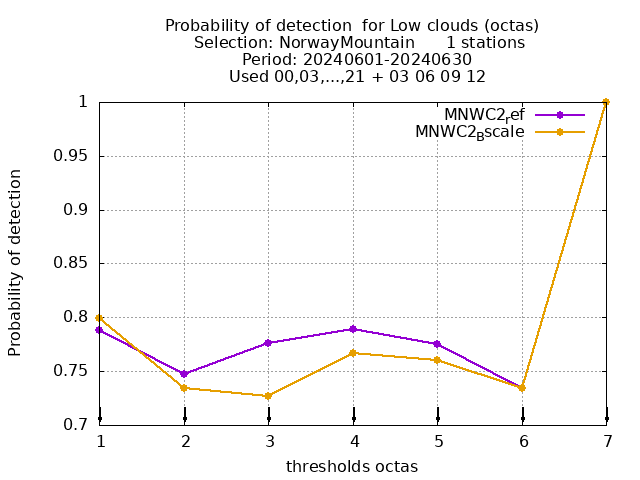 Probability of detection  for Low clouds (octas)
Selection: NorwayMountain      1 stations
Period: 20240601-20240630
Used 00,03,...,21 + 03 06 09 12
MNWC2ref
MNWC2Bscale
1
0.95
0.9
0.85
0.8
0.75
0.7
Probability of detection
1 2 3 4 5 6 7
thresholds octas